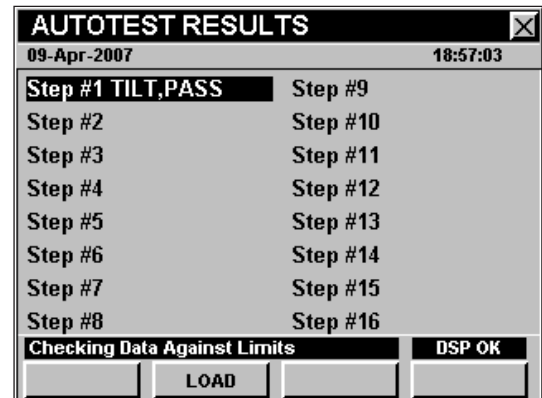 AUTOTEST RESULTS
09-Apr-2007 18:57:03
Step #1 TILT,PASS Step #9
Step #2 Step #10
Step #3 Step #11
Step #4 Step #12
Step #5 Step #13
Step #6 Step #14
Step #7 Step #15
Step #8 Step #16
Checking Data Against Limits DSP OK
LOAD